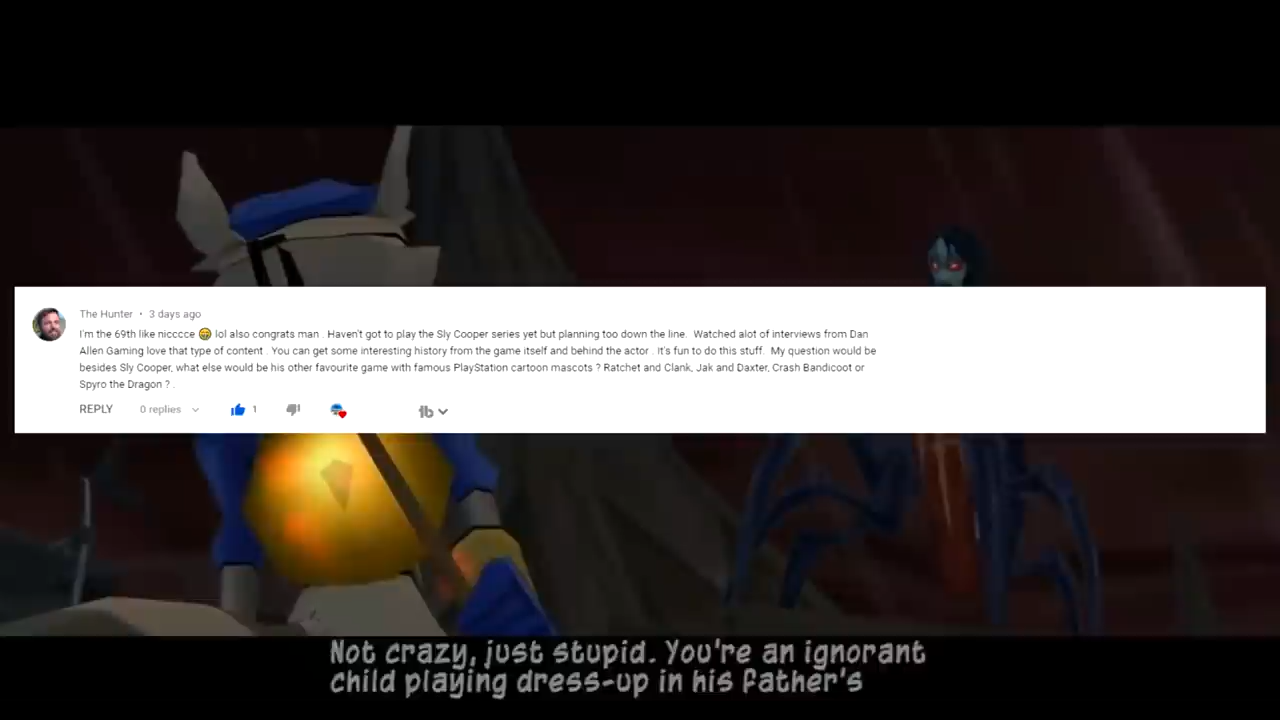 The Hunter • 3 days ago
I'm the 69th like nicccce 😁 lol also congrats man . Haven't got to play the Sly Cooper series yet but planning too down the line. Watched alot of interviews from Dan
Allen Gaming love that type of content . You can get some interesting history from the game itself and behind the actor . It's fun to do this stuff. My question would be
besides Sly Cooper, what else would be his other favourite game with famous PlayStation cartoon mascots ? Ratchet and Clank, Jak and Daxter, Crash Bandicoot or
Spyro the Dragon ? .
REPLY 0 replies 1 tb
Not crazy, just stupid. You're an ignorant
child playing dress-up in his father's